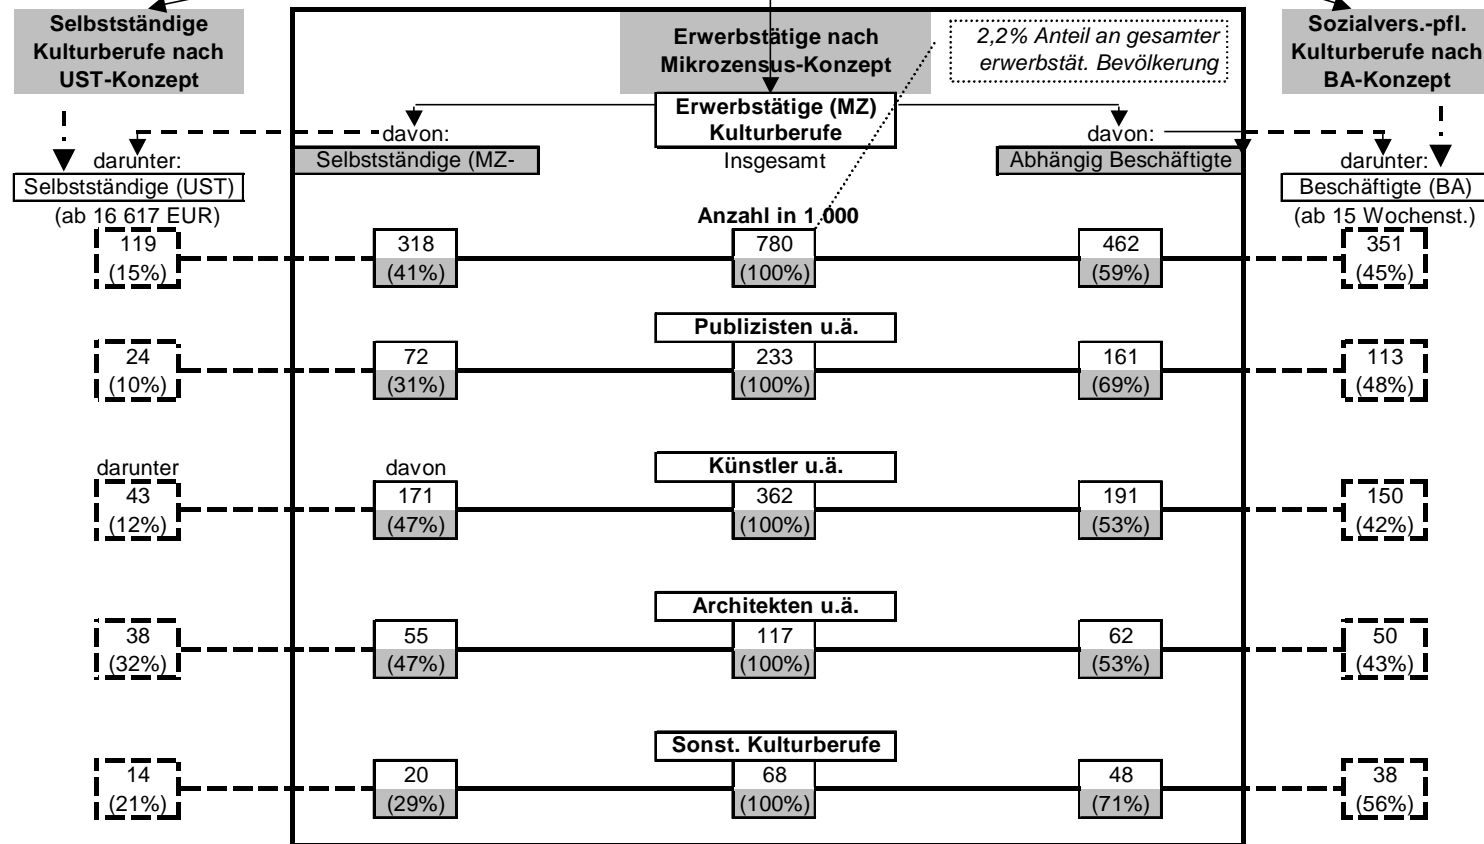 Selbstständige
Kulturberufe nach
UST-Konzept
Erwerbstätige nach
Mikrozensus-Konzept
2,2% Anteil an gesamter
erwerbstät. Bevölkerung
Sozialvers.-pfl.
Kulturberufe nach
BA-Konzept
Erwerbstätige (MZ)
Kulturberufe
davon:
davon:
darunter:
Selbstständige (MZ-
Insgesamt
Abhängig Beschäftigte
darunter:
Selbstständige (UST)
Beschäftigte (BA)
(ab 16 617 EUR)
Anzahl in 1 000
(ab 15 Wochenst.)
119 318 780 462 351
(15%) (41%) (100%) (59%) (45%)
Publizisten u.ä.
24 72 233 161 113
(10%) (31%) (100%) (69%) (48%)
darunter davon Künstler u.ä.
43 171 362 191 150
(12%) (47%) (100%) (53%) (42%)
Architekten u.ä.
38 55 117 62 50
(32%) (47%) (100%) (53%) (43%)
Sonst. Kulturberufe
14 20 68 48 38
(21%) (29%) (100%) (71%) (56%)